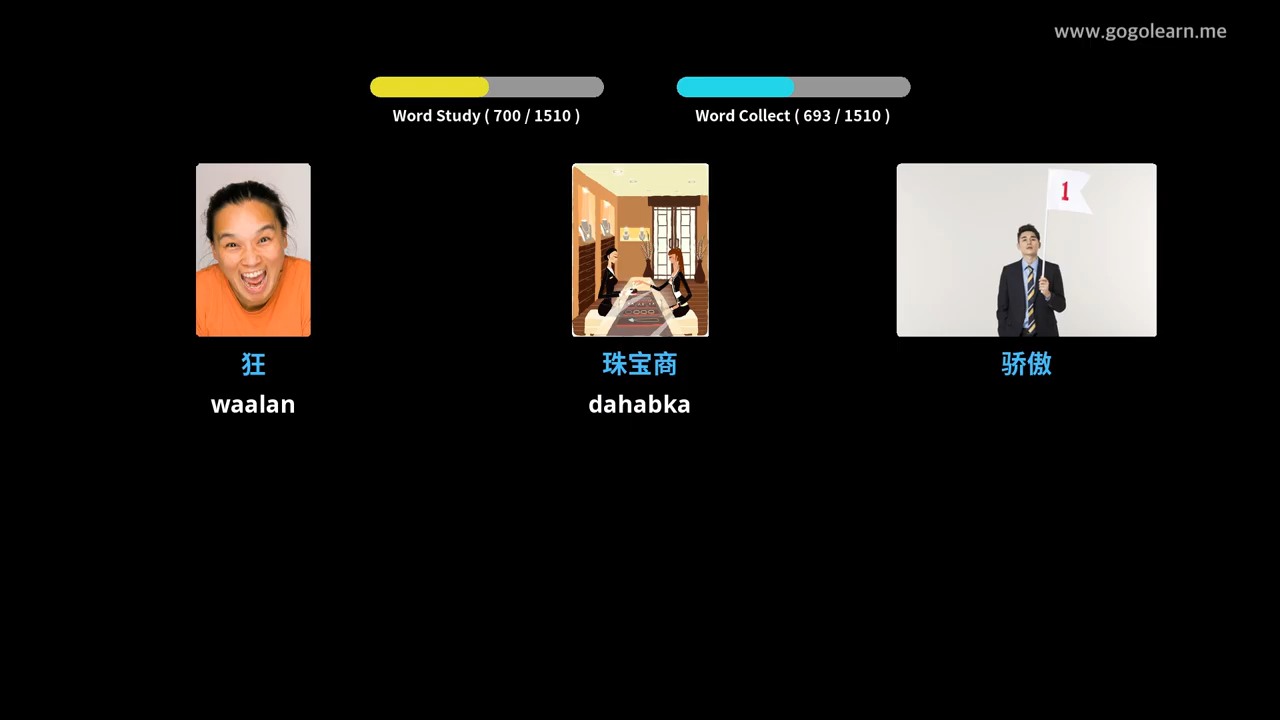 www.gogolearn.me
Word Study ( 700 / 1510 )
Word Collect ( 693 / 1510 )
1
狂
珠宝商
骄傲
waalan
dahabka